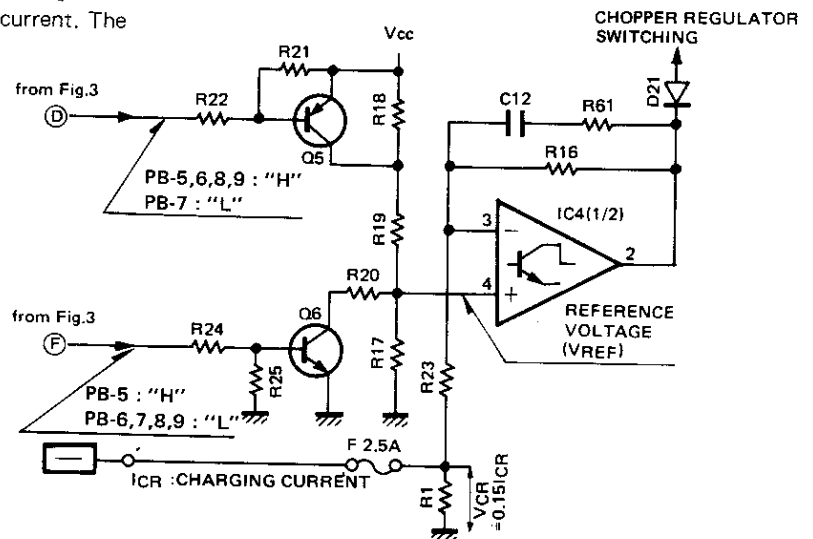 current. The
CHOPPER REGULATOR
SWITCHING
Vcc
R21
from Fig.3
D
R22
R18
C12
R61
D21
Q5
R16
PB-5,6,8,9 : "H"
PB-7 : "L"
IC4(1/2)
R19
3
−
2
R20
4
+
from Fig.3
F
R24
Q6
REFERENCE
VOLTAGE
(VREF)
R25
R17
R23
PB-5 : "H"
PB-6,7,8,9 : "L"
F 2.5A
−
ICR :CHARGING CURRENT
R1
VCR
=0.15ICR